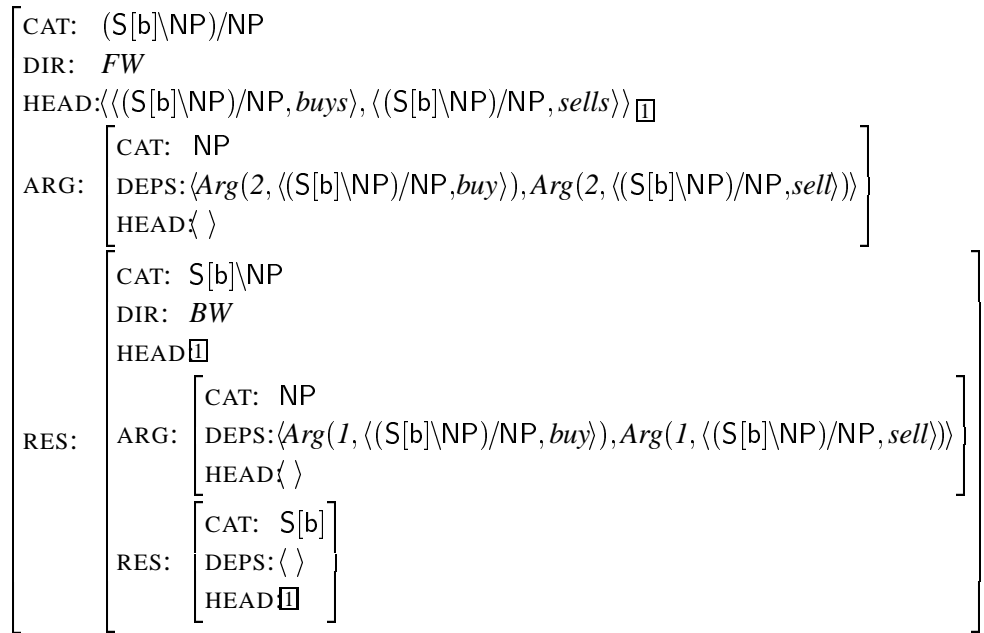 CAT: (S[b]\NP)/NP
DIR: FW
HEAD:⟨⟨(S[b]\NP)/NP, buys⟩, ⟨(S[b]\NP)/NP, sells⟩⟩ 1
CAT: NP
ARG: DEPS:⟨Arg(2, ⟨(S[b]\NP)/NP,buy⟩), Arg(2, ⟨(S[b]\NP)/NP,sell⟩)⟩
HEAD:⟨ ⟩
CAT: S[b]\NP
DIR: BW
HEAD:1
CAT: NP
RES: ARG: DEPS:⟨Arg(1, ⟨(S[b]\NP)/NP, buy⟩), Arg(1, ⟨(S[b]\NP)/NP, sell⟩)⟩
HEAD:⟨ ⟩
CAT: S[b]
RES: DEPS:⟨ ⟩
HEAD:1